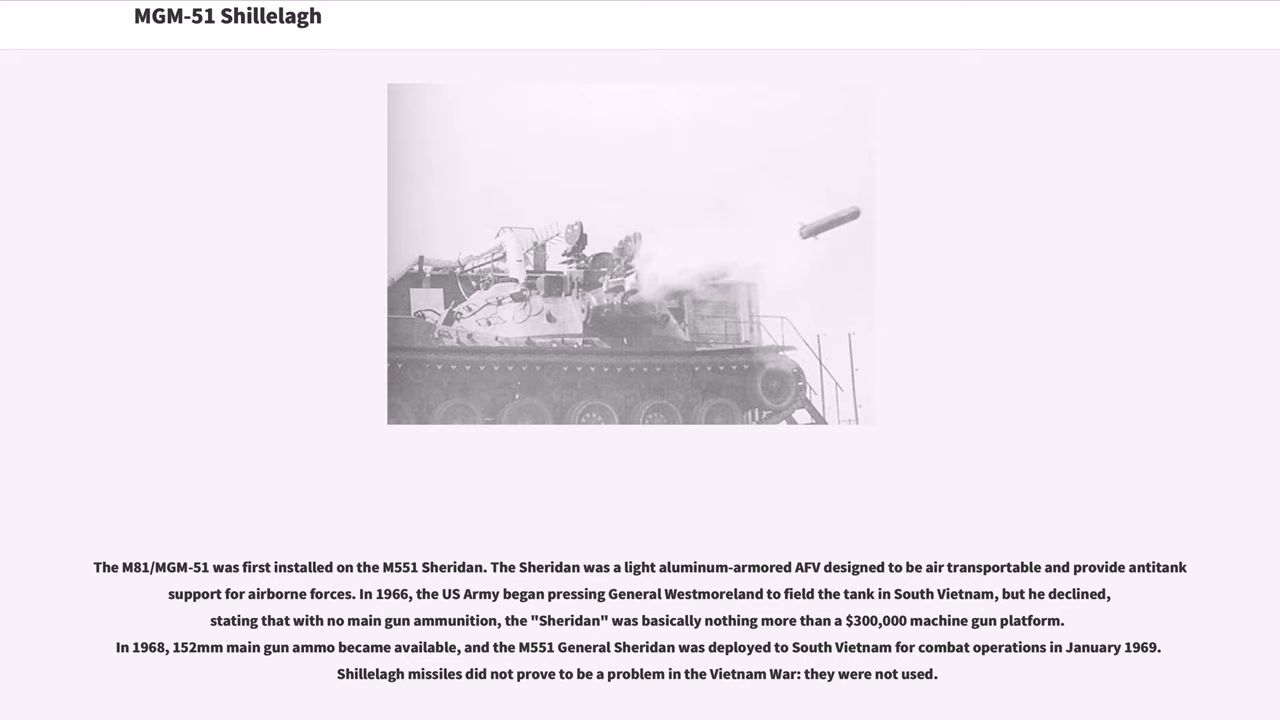 MGM-51 Shillelagh
The M81/MGM-51 was first installed on the M551 Sheridan. The Sheridan was a light aluminum-armored AFV designed to be air transportable and provide antitank
support for airborne forces. In 1966, the US Army began pressing General Westmoreland to field the tank in South Vietnam, but he declined,
stating that with no main gun ammunition, the "Sheridan" was basically nothing more than a $300,000 machine gun platform.
In 1968, 152mm main gun ammo became available, and the M551 General Sheridan was deployed to South Vietnam for combat operations in January 1969.
Shillelagh missiles did not prove to be a problem in the Vietnam War: they were not used.